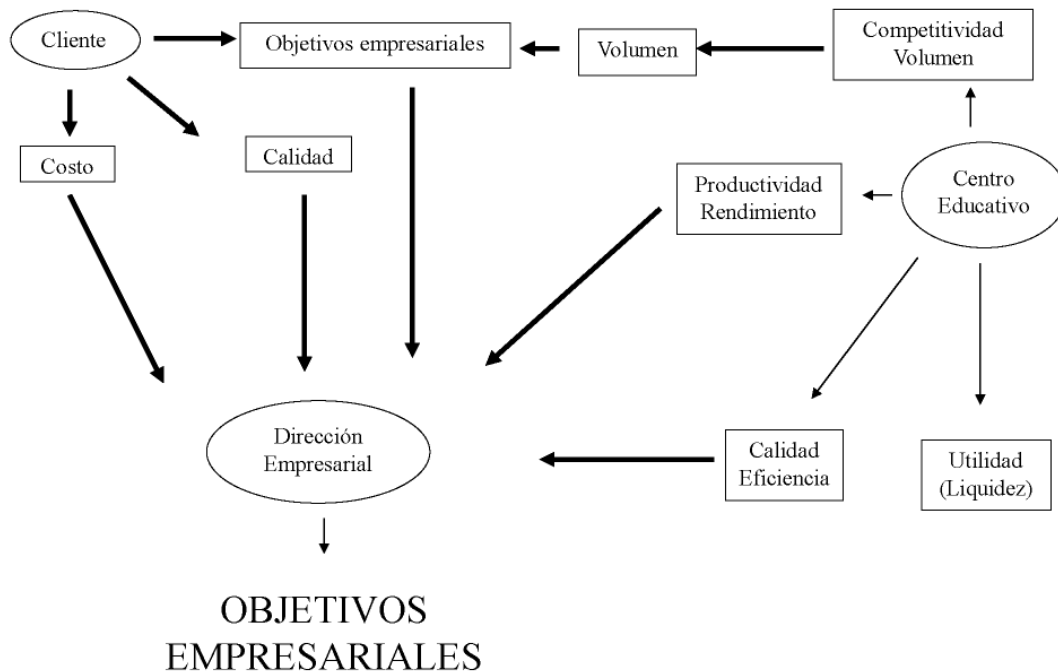 Cliente
Objetivos empresariales
Volumen
Competitividad
Volumen
Costo
Calidad
Productividad
Rendimiento
Centro
Educativo
Dirección
Empresarial
Calidad
Eficiencia
Utilidad
(Liquidez)
OBJETIVOS
EMPRESARIALES